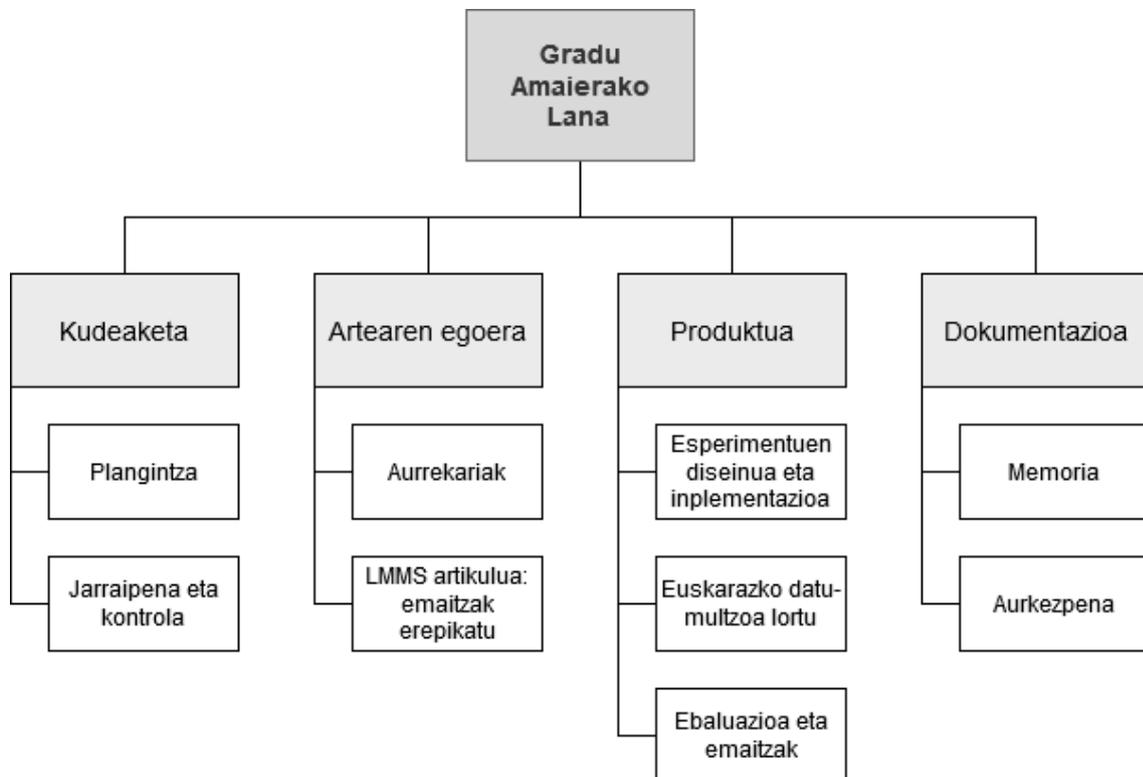 Gradu
Amaierako
Lana
Kudeaketa
Artearen egoera
Produktua
Dokumentazioa
Plangintza
Jarraipena eta
kontrola
Aurrekariak
LMMS artikulua:
emaitzak
erepikatu
Esperimentuen
diseinua eta
inplementazioa
Euskarazko datu-
multzoa lortu
Ebaluazioa eta
emaitzak
Memoria
Aurkezpena